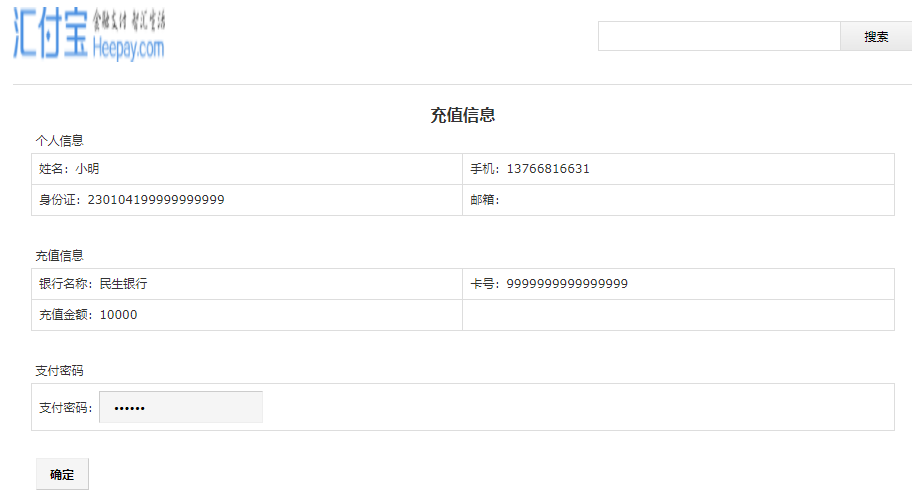 汇付宝 金融支付 智汇生活
Heepay.com
搜索
充值信息
个人信息
姓名：小明 手机：13766816631
身份证：230104199999999999 邮箱：
充值信息
银行名称：民生银行 卡号：9999999999999999
充值金额：10000
支付密码
支付密码： ••••••
确定